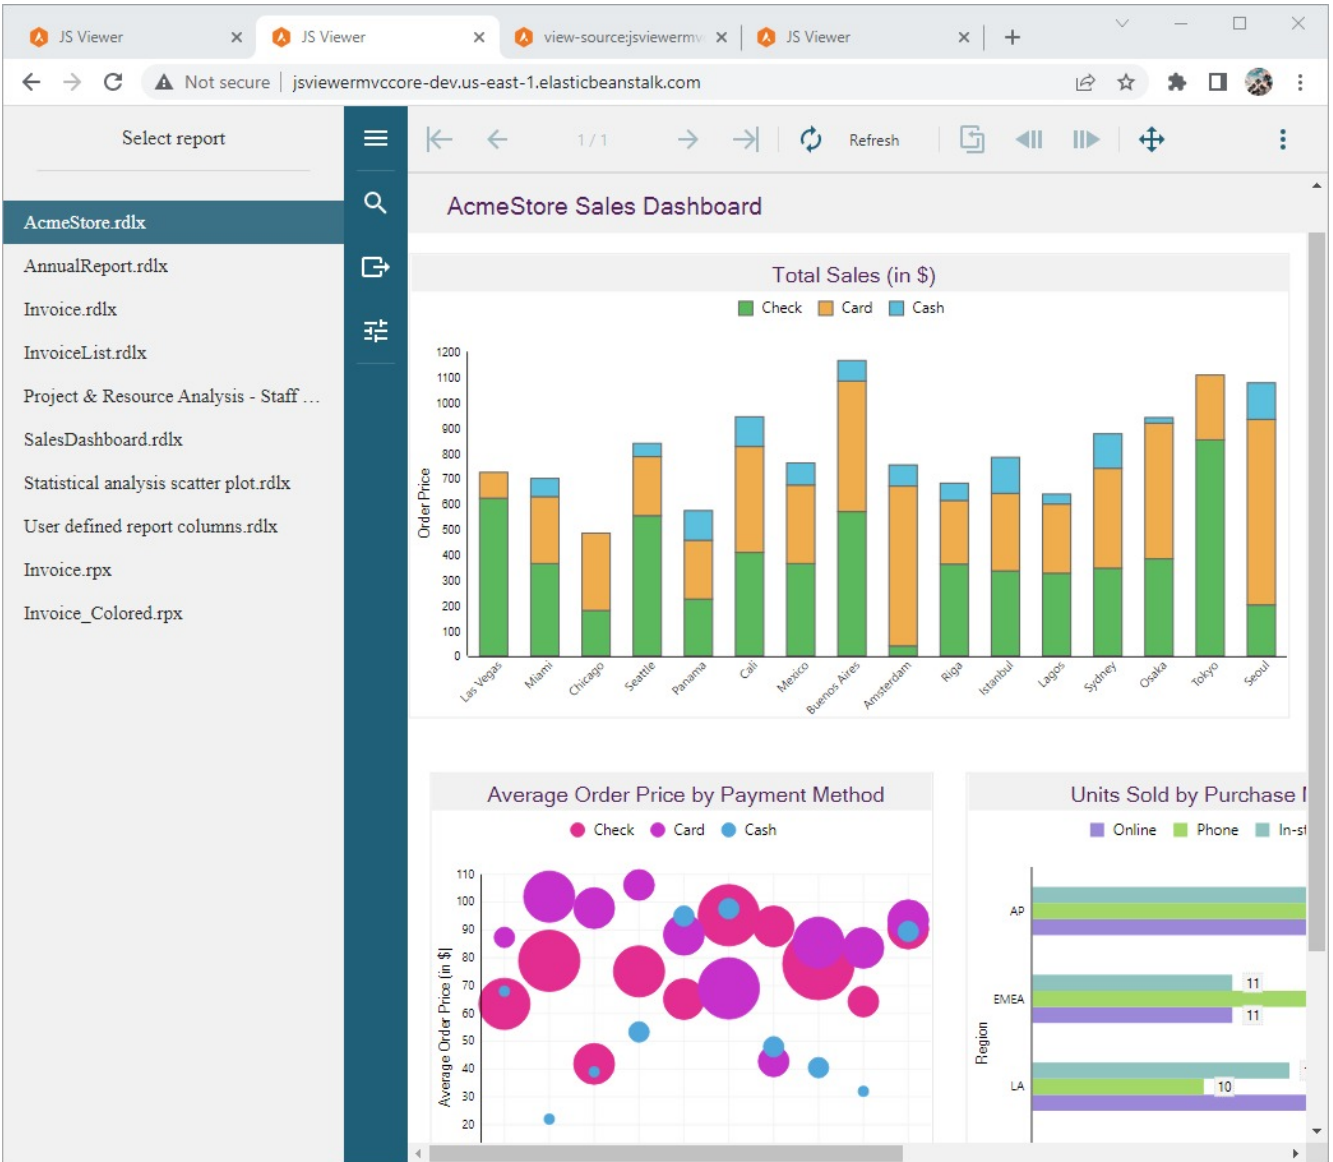 JS Viewer
JS Viewer
view-source:jsviewermv
JS Viewer
Not secure
jsviewermvccore-dev.us-east-1.elasticbeanstalk.com
Select report
AcmeStore.rdlx
AnnualReport.rdlx
Invoice.rdlx
InvoiceList.rdlx
Project & Resource Analysis - Staff ...
SalesDashboard.rdlx
Statistical analysis scatter plot.rdlx
User defined report columns.rdlx
Invoice.rpx
Invoice_Colored.rpx
1 / 1
Refresh
AcmeStore Sales Dashboard
Total Sales (in $)
Check Card Cash
1200
1100
1000
900
800
700
600
500
400
300
200
100
0
Order Price
Las Vegas
Miami
Chicago
Seattle
Panama
Cali
Mexico
Buenos Aires
Amsterdam
Riga
Istanbul
Lagos
Sydney
Osaka
Tokyo
Seoul
Average Order Price by Payment Method
Check Card Cash
110
100
90
80
70
60
50
40
30
20
Average Order Price (in $)
Units Sold by Purchase
Online Phone In-st
Region
AP
EMEA
11
11
LA
10